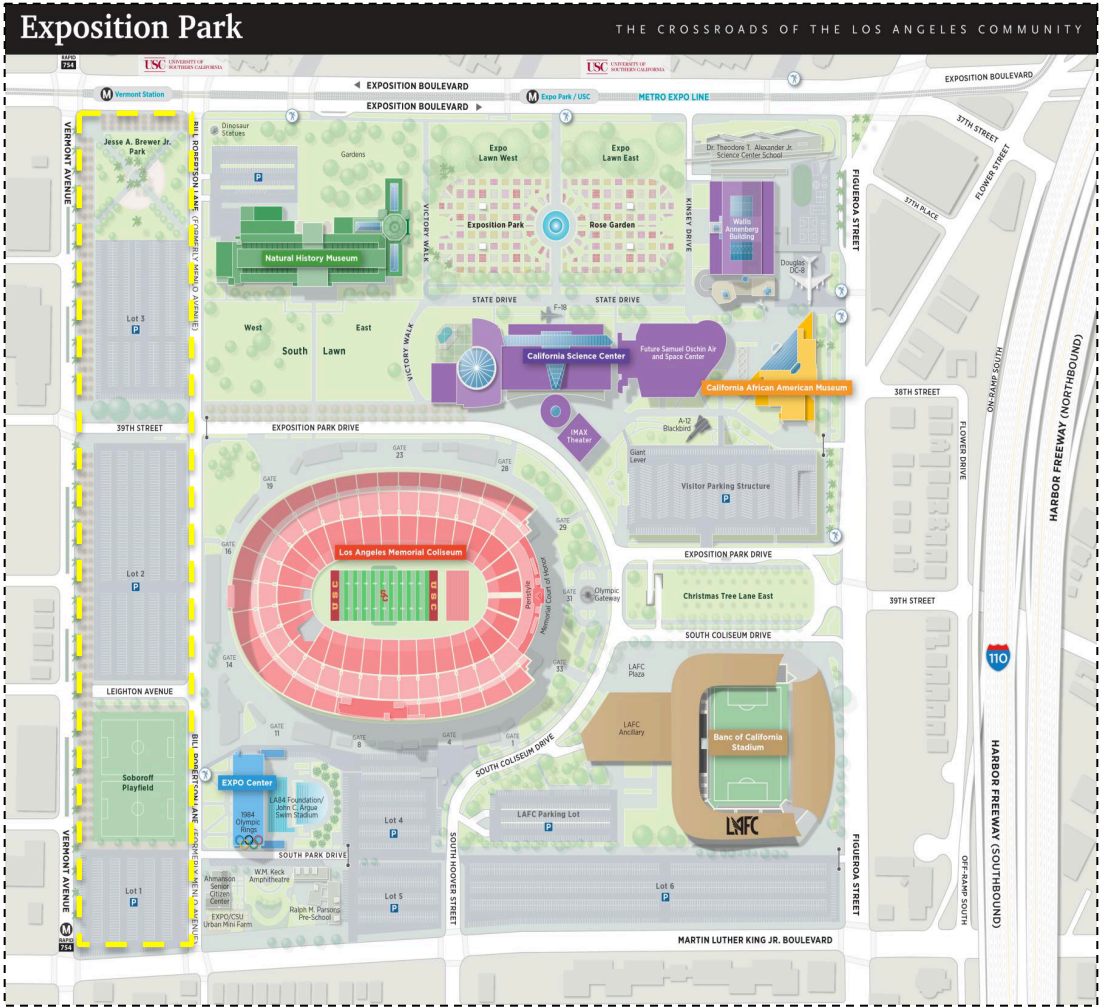 Exposition Park
THE CROSSROADS OF THE LOS ANGELES COMMUNITY
RAPID
754
USC UNIVERSITY OF
SOUTHERN CALIFORNIA
USC UNIVERSITY OF
SOUTHERN CALIFORNIA
EXPOSITION BOULEVARD
EXPOSITION BOULEVARD
M Vermont Station
M Expo Park / USC
METRO EXPO LINE
EXPOSITION BOULEVARD
37TH STREET
FLOWER STREET
37TH PLACE
VERMONT AVENUE
Jesse A. Brewer Jr.
Park
BILL ROBERTSON LANE (FORMERLY MENLO AVENUE)
Dinosaur
Statues
Gardens
P
Expo
Lawn West
Expo
Lawn East
Dr. Theodore T. Alexander Jr.
Science Center School
FIGUEROA STREET
VICTORY WALK
Exposition Park
Rose Garden
KINSEY DRIVE
Wallis
Annenberg
Building
Natural History Museum
Douglas
DC-8
STATE DRIVE
STATE DRIVE
F-18
Lot 3
P
West
East
South
Lawn
VICTORY WALK
California Science Center
Future Samuel Oschin Air
and Space Center
California African American Museum
ON-RAMP SOUTH
HARBOR FREEWAY (NORTHBOUND)
38TH STREET
FLOWER DRIVE
39TH STREET
EXPOSITION PARK DRIVE
IMAX
Theater
A-12
Blackbird
Giant
Lever
Visitor Parking Structure
P
GATE
23
GATE
28
GATE
19
GATE
29
GATE
16
Los Angeles Memorial Coliseum
EXPOSITION PARK DRIVE
Lot 2
P
USC
SC
USC
Peristyle
Memorial Court of Honor
GATE
31
Olympic
Gateway
Christmas Tree Lane East
39TH STREET
SOUTH COLISEUM DRIVE
GATE
14
GATE
33
LAFC
Plaza
110
LEIGHTON AVENUE
GATE
11
GATE
8
GATE
4
GATE
1
LAFC
Ancillary
Banc of California
Stadium
SOUTH COLISEUM DRIVE
HARBOR FREEWAY (SOUTHBOUND)
Soboroff
Playfield
BILL ROBERTSON LANE (FORMERLY MENLO AVENUE)
EXPO Center
LA84 Foundation/
John C. Argue
Swim Stadium
1984
Olympic
Rings
Lot 4
P
LAFC Parking Lot
P
LAFC
VERMONT AVENUE
SOUTH PARK DRIVE
SOUTH HOOVER STREET
FIGUEROA STREET
OFF-RAMP SOUTH
Lot 1
P
Ahmanson
Senior
Citizen
Center
W.M. Keck
Amphitheatre
EXPO/CSU
Urban Mini Farm
Ralph M. Parsons
Pre-School
Lot 5
P
Lot 6
P
M
RAPID
754
MARTIN LUTHER KING JR. BOULEVARD